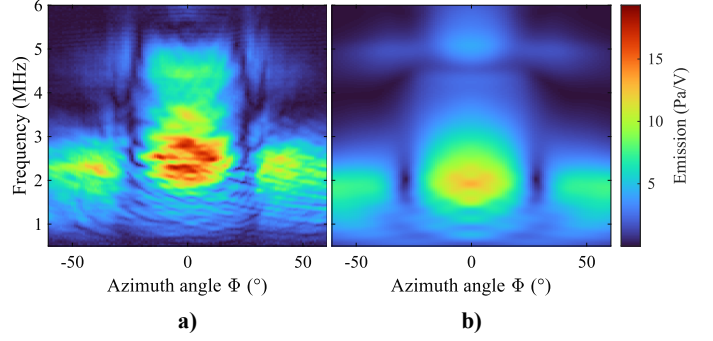 6
5
4
3
2
1
Frequency (MHz)
-50 0 50
Azimuth angle Φ (°)
a)
-50 0 50
Azimuth angle Φ (°)
b)
15
10
5
Emission (Pa/V)